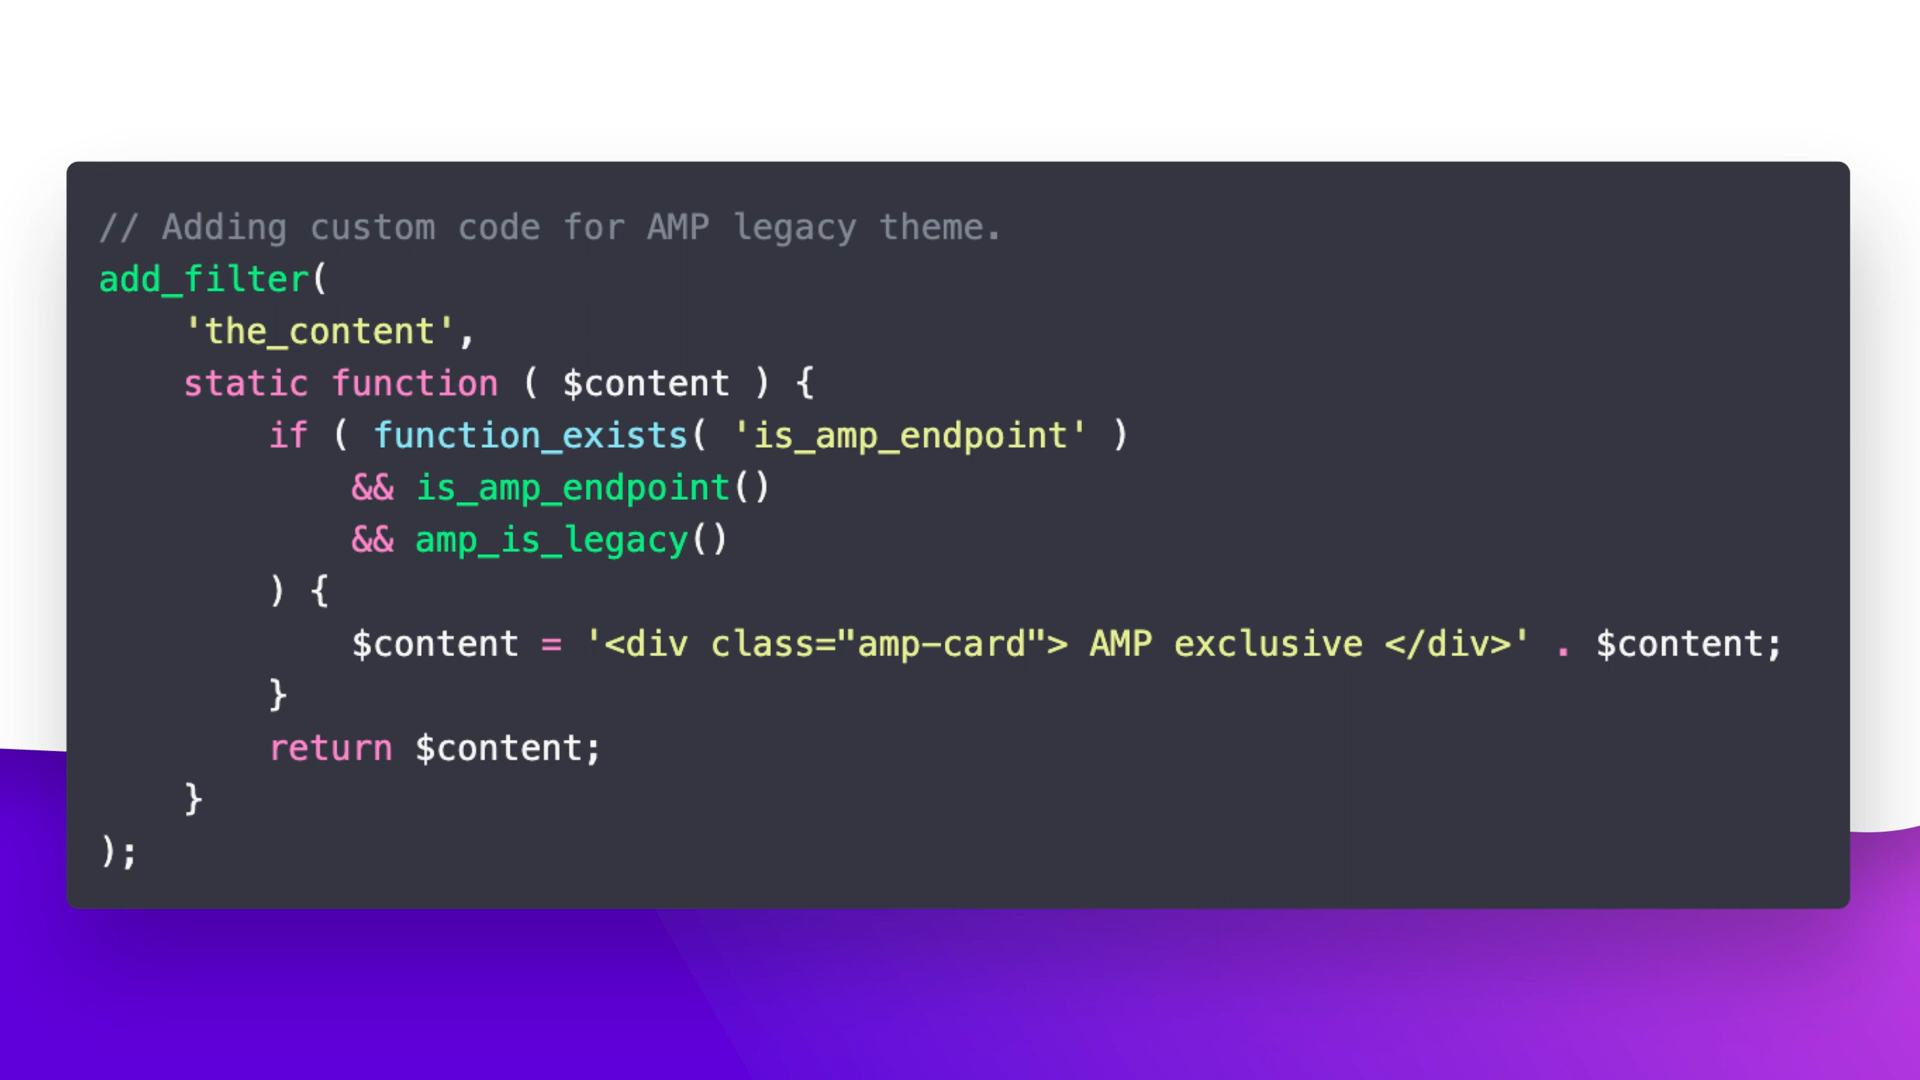 // Adding custom code for AMP legacy theme.
add_filter(
    'the_content',
    static function ( $content ) {
        if ( function_exists( 'is_amp_endpoint' )
            && is_amp_endpoint()
            && amp_is_legacy()
        ) {
            $content = '<div class="amp-card"> AMP exclusive </div>' . $content;
        }
        return $content;
    }
);